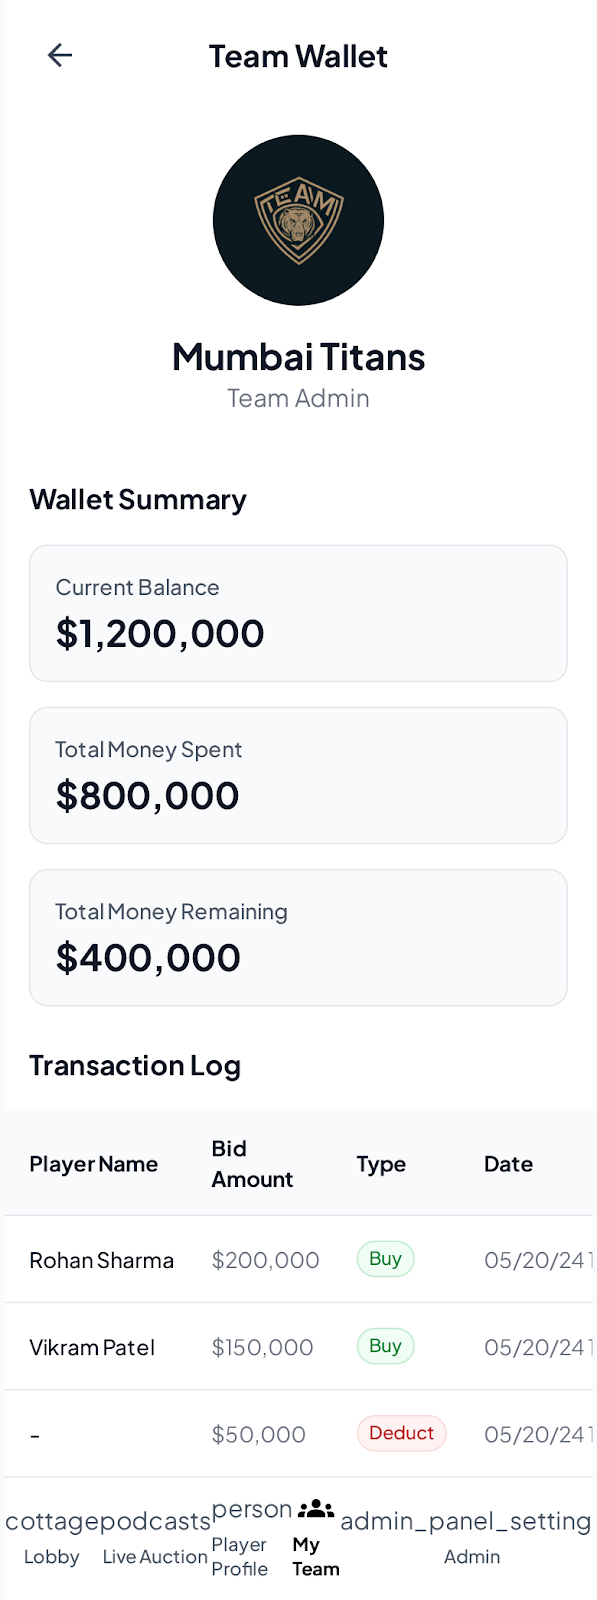 Team Wallet
TEAM
Mumbai Titans
Team Admin
Wallet Summary
Current Balance
$1,200,000
Total Money Spent
$800,000
Total Money Remaining
$400,000
Transaction Log
Player Name Bid Amount Type Date
Rohan Sharma $200,000 Buy 05/20/24 1
Vikram Patel $150,000 Buy 05/20/24 1
- $50,000 Deduct 05/20/24 1
cottage podcasts person admin_panel_setting
Lobby Live Auction Player Profile My Team Admin